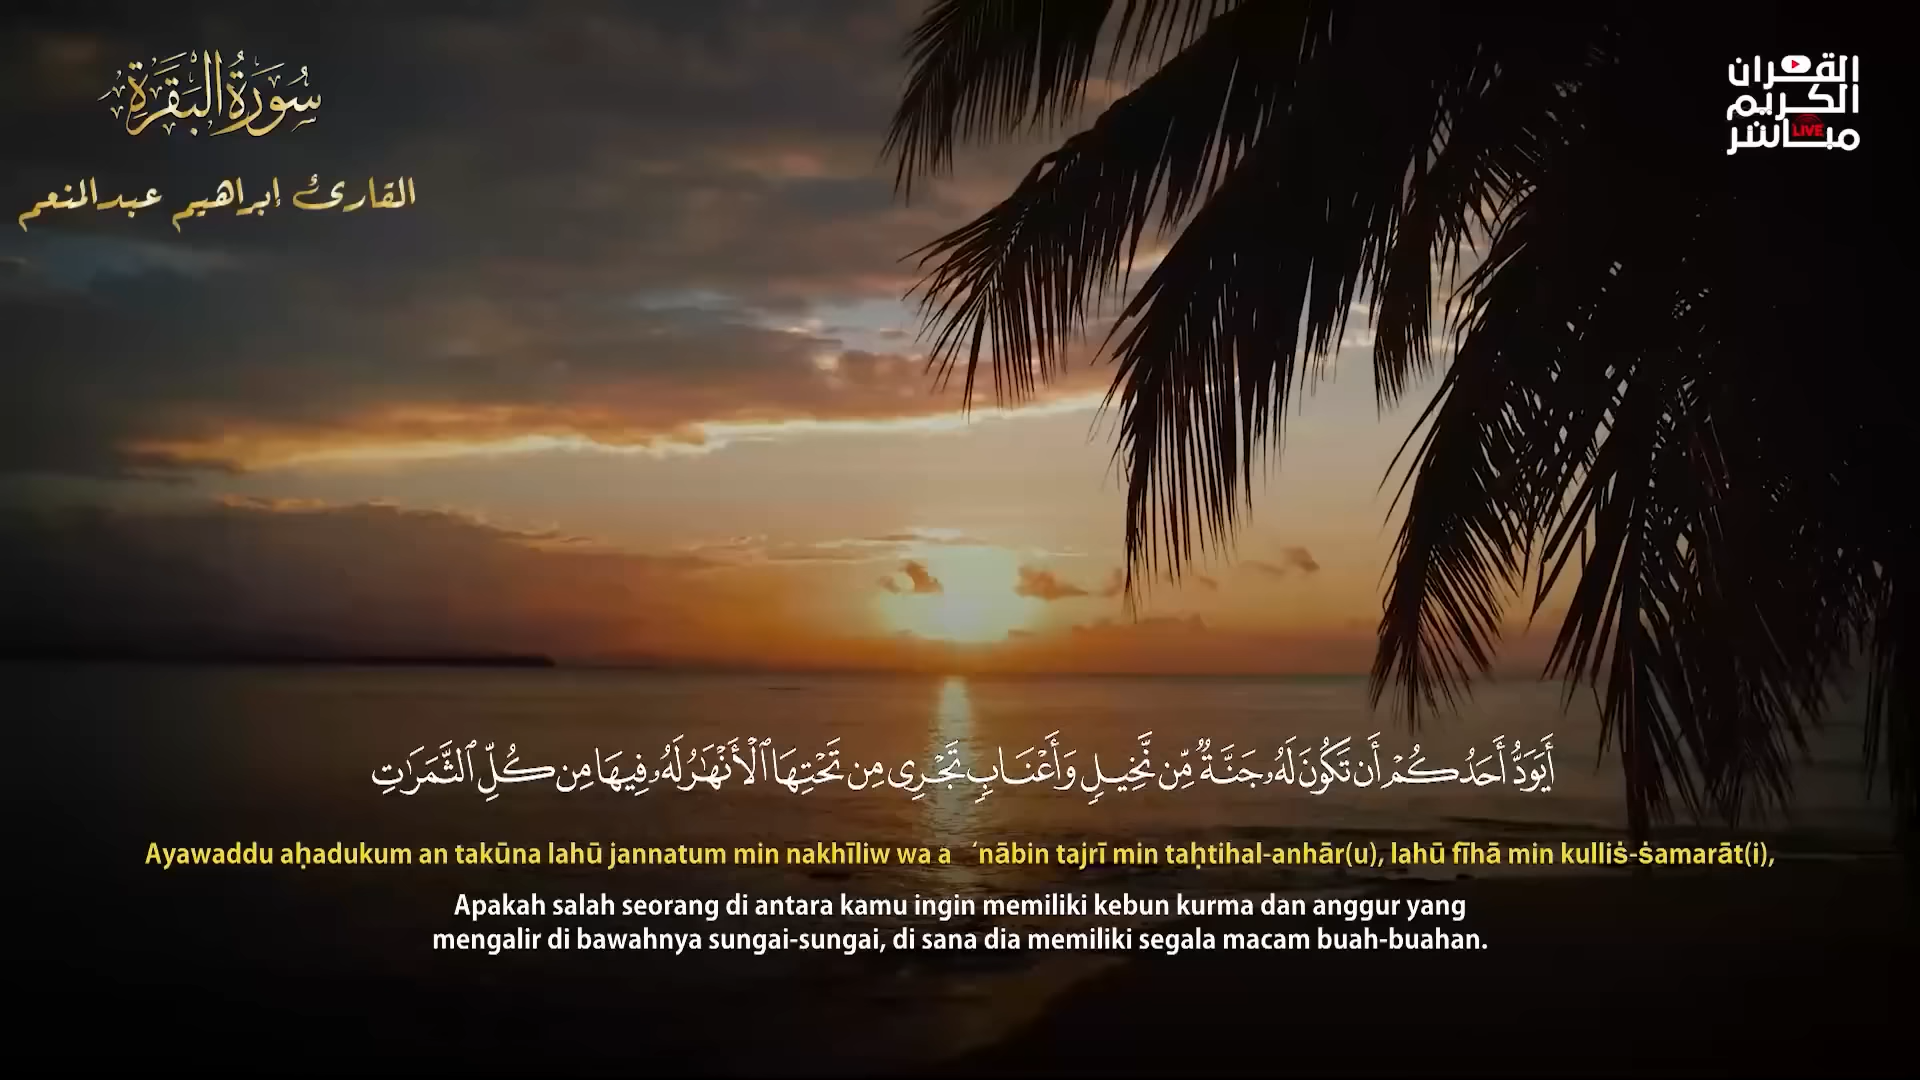 سُورَةُ البَقَرَةِ
القارئ إبراهيم عبدالمنعم
القرآن
الكريم
مباشر
LIVE
أَيَوَدُّ أَحَدُكُمْ أَن تَكُونَ لَهُۥ جَنَّةٌ مِّن نَّخِيلٍ وَأَعْنَابٍ تَجْرِى مِن تَحْتِهَا ٱلْأَنْهَٰرُ لَهُۥ فِيهَا مِن كُلِّ ٱلثَّمَرَٰتِ
Ayawaddu aḥadukum an takūna lahū jannatum min nakhīliw wa a‘nābin tajrī min taḥtihal-anhār(u), lahū fīhā min kulliṡ-ṡamarāt(i),
Apakah salah seorang di antara kamu ingin memiliki kebun kurma dan anggur yang
mengalir di bawahnya sungai-sungai, di sana dia memiliki segala macam buah-buahan.